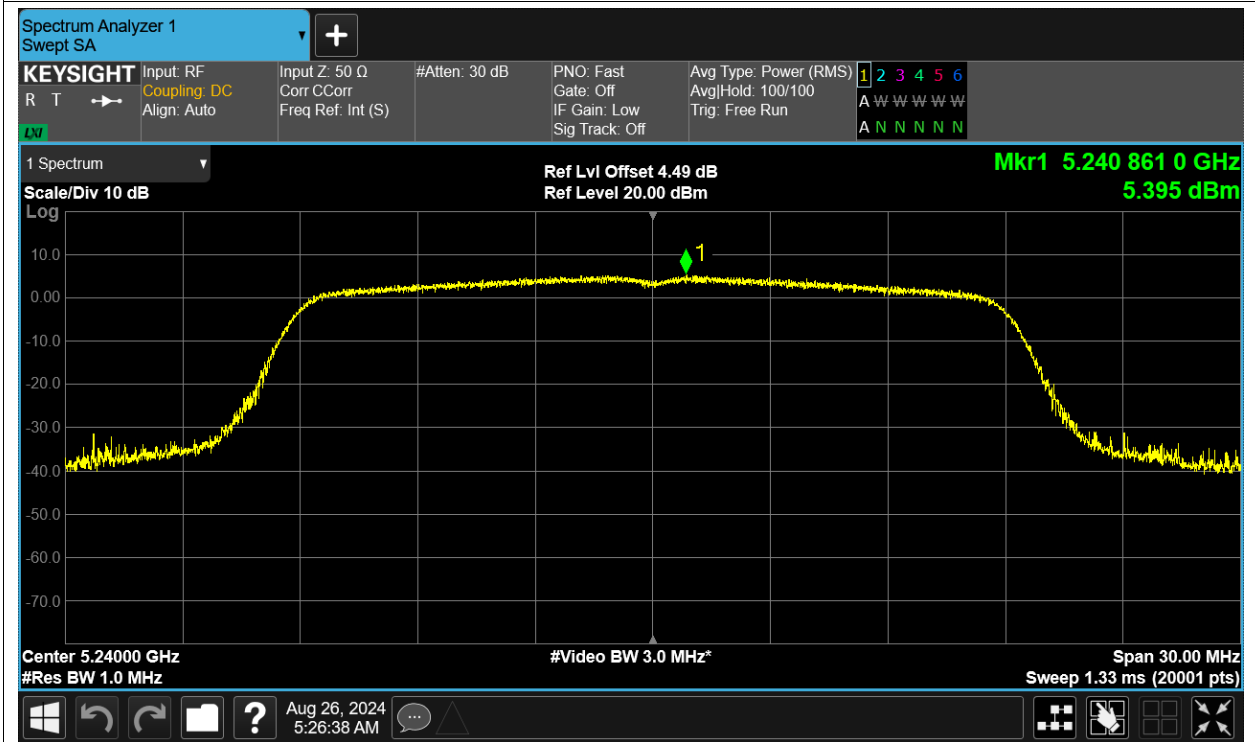 Spectrum Analyzer 1
Swept SA
KEYSIGHT
R T
LXI
Input: RF
Coupling: DC
Align: Auto
Input Z: 50 Ω
Corr CCorr
Freq Ref: Int (S)
#Atten: 30 dB
PNO: Fast
Gate: Off
IF Gain: Low
Sig Track: Off
Avg Type: Power (RMS)
Avg|Hold: 100/100
Trig: Free Run
1 2 3 4 5 6
A W W W W W
A N N N N N
1 Spectrum
Scale/Div 10 dB
Log
Ref Lvl Offset 4.49 dB
Ref Level 20.00 dBm
Mkr1 5.240 861 0 GHz
5.395 dBm
1
10.0
0.00
-10.0
-20.0
-30.0
-40.0
-50.0
-60.0
-70.0
Center 5.24000 GHz
#Res BW 1.0 MHz
#Video BW 3.0 MHz*
Span 30.00 MHz
Sweep 1.33 ms (20001 pts)
?
Aug 26, 2024
5:26:38 AM